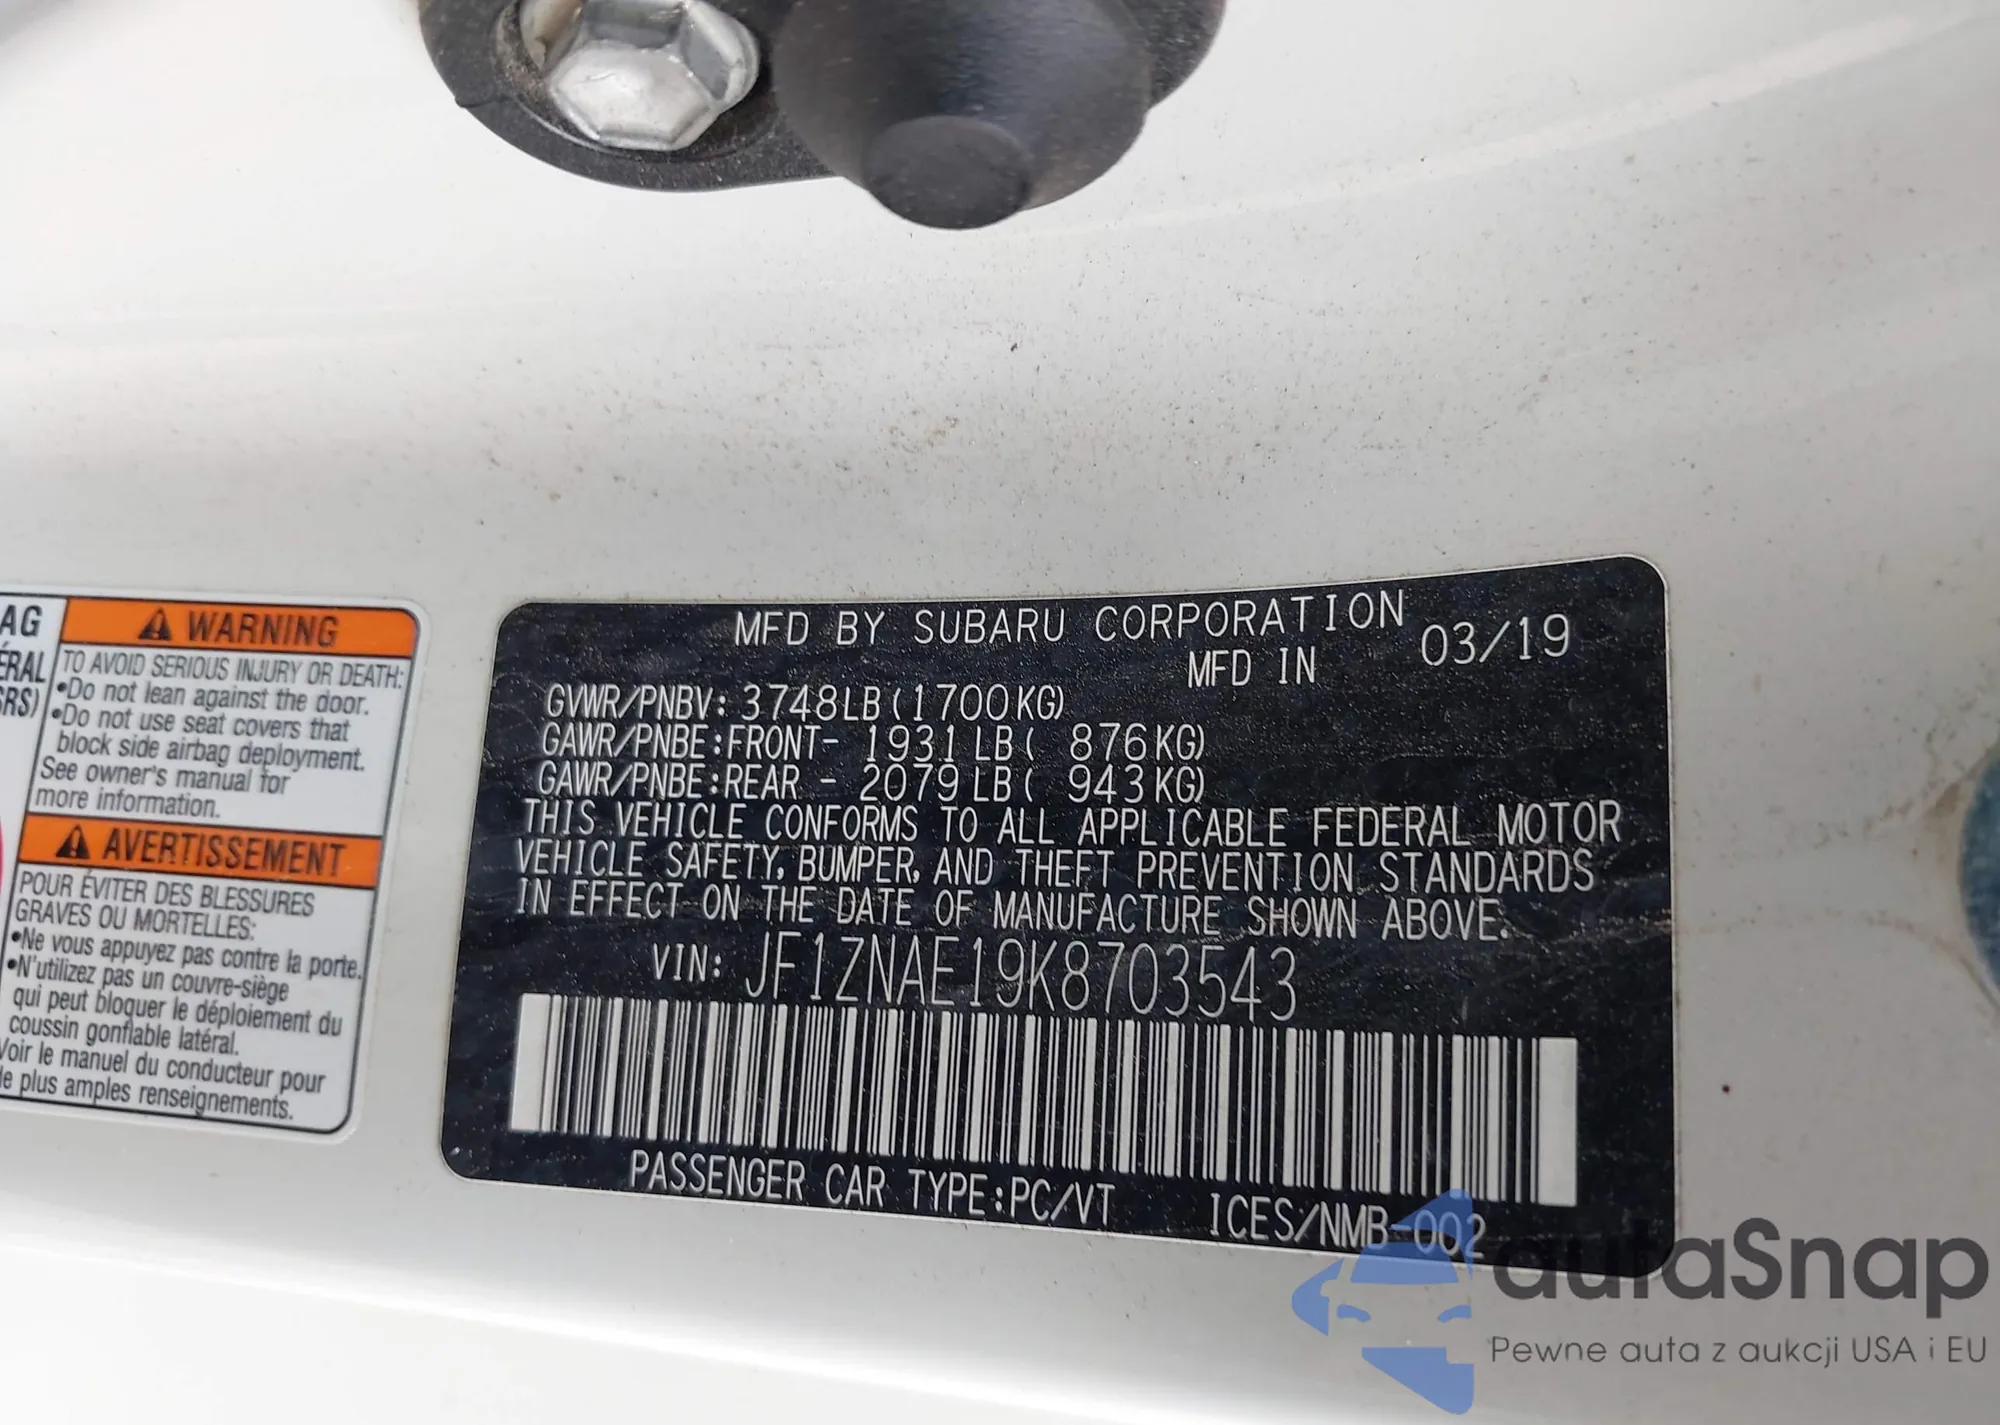 AG
ÉRAL
SRS)
WARNING
TO AVOID SERIOUS INJURY OR DEATH:
•Do not lean against the door.
•Do not use seat covers that
block side airbag deployment.
See owner's manual for
more information.
AVERTISSEMENT
POUR ÉVITER DES BLESSURES
GRAVES OU MORTELLES:
•Ne vous appuyez pas contre la porte.
•N'utilizez pas un couvre-siège
qui peut bloquer le déploiement du
coussin gonflable latéral.
Voir le manuel du conducteur pour
de plus amples renseignements.
MFD BY SUBARU CORPORATION
MFD IN 03/19
GVWR/PNBV: 3748LB(1700KG)
GAWR/PNBE:FRONT- 1931LB( 876KG)
GAWR/PNBE:REAR - 2079LB( 943KG)
THIS VEHICLE CONFORMS TO ALL APPLICABLE FEDERAL MOTOR
VEHICLE SAFETY, BUMPER, AND THEFT PREVENTION STANDARDS
IN EFFECT ON THE DATE OF MANUFACTURE SHOWN ABOVE.
VIN: JF1ZNAE19K8703543
PASSENGER CAR TYPE:PC/VT ICES/NMB-002
autaSnap
Pewne auta z aukcji USA i EU